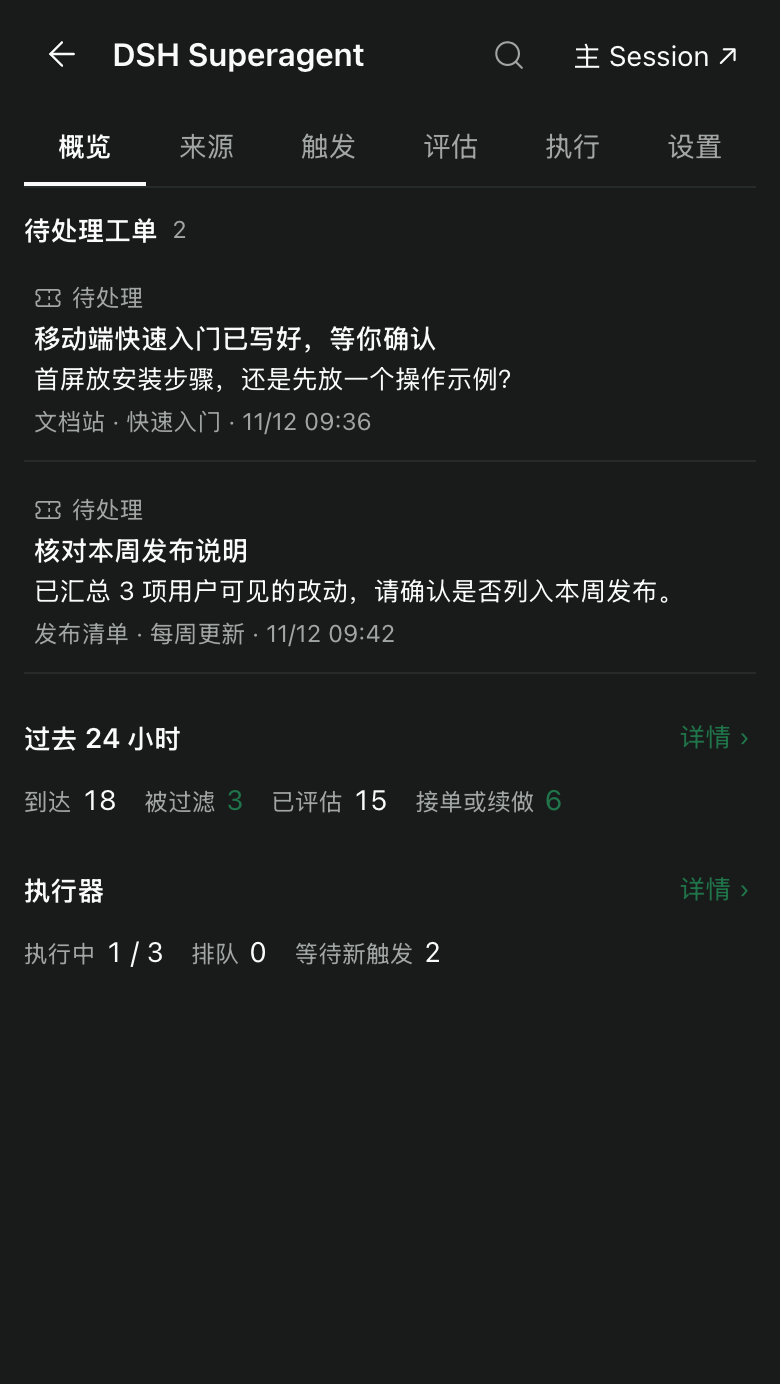 ← DSH Superagent 主 Session ↗
概览 来源 触发 评估 执行 设置
待处理工单 2
待处理
移动端快速入门已写好，等你确认
首屏放安装步骤，还是先放一个操作示例?
文档站 · 快速入门 · 11/12 09:36
待处理
核对本周发布说明
已汇总 3 项用户可见的改动，请确认是否列入本周发布。
发布清单 · 每周更新 · 11/12 09:42
过去 24 小时 详情 ›
到达 18 被过滤 3 已评估 15 接单或续做 6
执行器 详情 ›
执行中 1 / 3 排队 0 等待新触发 2